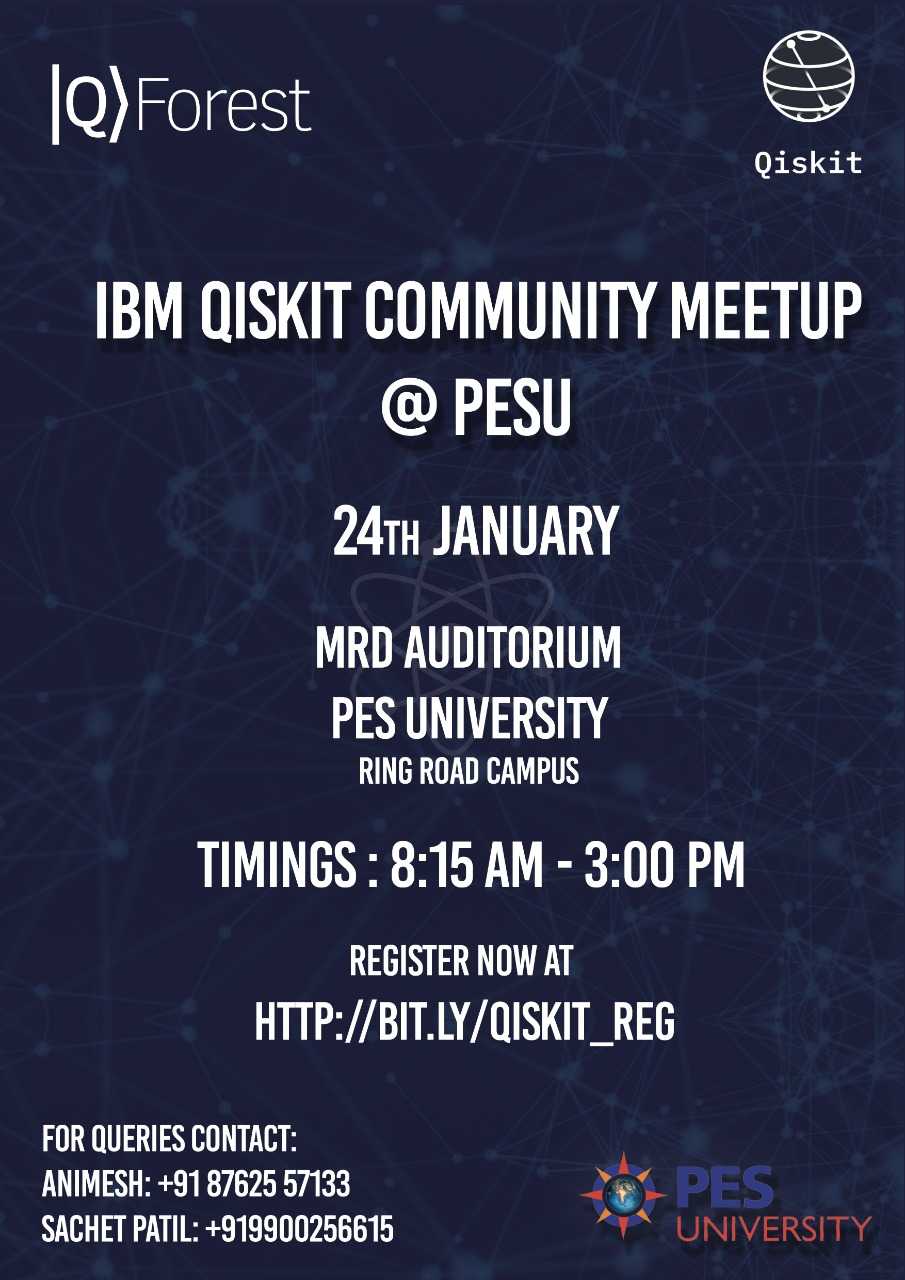 |Q⟩Forest
Qiskit
IBM QISKIT COMMUNITY MEETUP
@ PESU
24TH JANUARY
MRD AUDITORIUM
PES UNIVERSITY
RING ROAD CAMPUS
TIMINGS : 8:15 AM - 3:00 PM
REGISTER NOW AT
HTTP://BIT.LY/QISKIT_REG
FOR QUERIES CONTACT:
ANIMESH: +91 87625 57133
SACHET PATIL: +919900256615
PES
UNIVERSITY